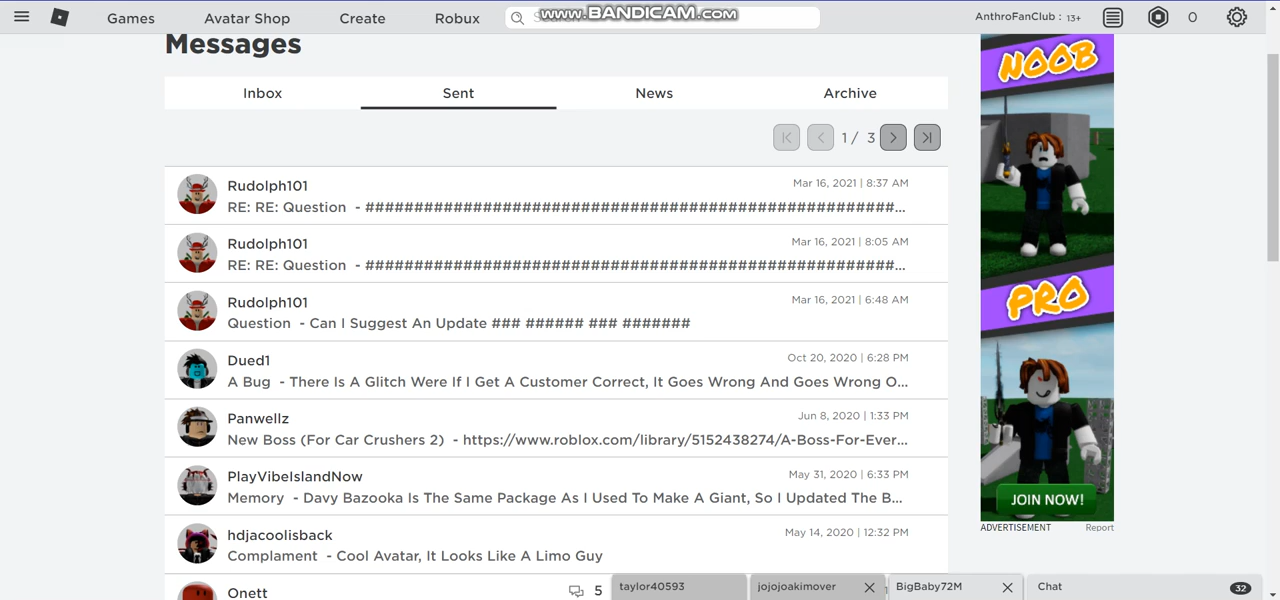 Games Avatar Shop Create Robux www.BANDICAM.com AnthroFanClub : 13+ 0
Messages
Inbox Sent News Archive
1 / 3
Rudolph101 Mar 16, 2021 | 8:37 AM
RE: RE: Question - ######################################################...
Rudolph101 Mar 16, 2021 | 8:05 AM
RE: RE: Question - ######################################################...
Rudolph101 Mar 16, 2021 | 6:48 AM
Question - Can I Suggest An Update ### ###### ### #######
Dued1 Oct 20, 2020 | 6:28 PM
A Bug - There Is A Glitch Were If I Get A Customer Correct, It Goes Wrong And Goes Wrong O...
Panwellz Jun 8, 2020 | 1:33 PM
New Boss (For Car Crushers 2) - https://www.roblox.com/library/5152438274/A-Boss-For-Ever...
PlayVibeIslandNow May 31, 2020 | 6:33 PM
Memory - Davy Bazooka Is The Same Package As I Used To Make A Giant, So I Updated The B...
hdjacoolisback May 14, 2020 | 12:32 PM
Complament - Cool Avatar, It Looks Like A Limo Guy
Onett 5
NOOB
PRO
JOIN NOW!
ADVERTISEMENT Report
taylor40593 jojojoakimover BigBaby72M Chat 32